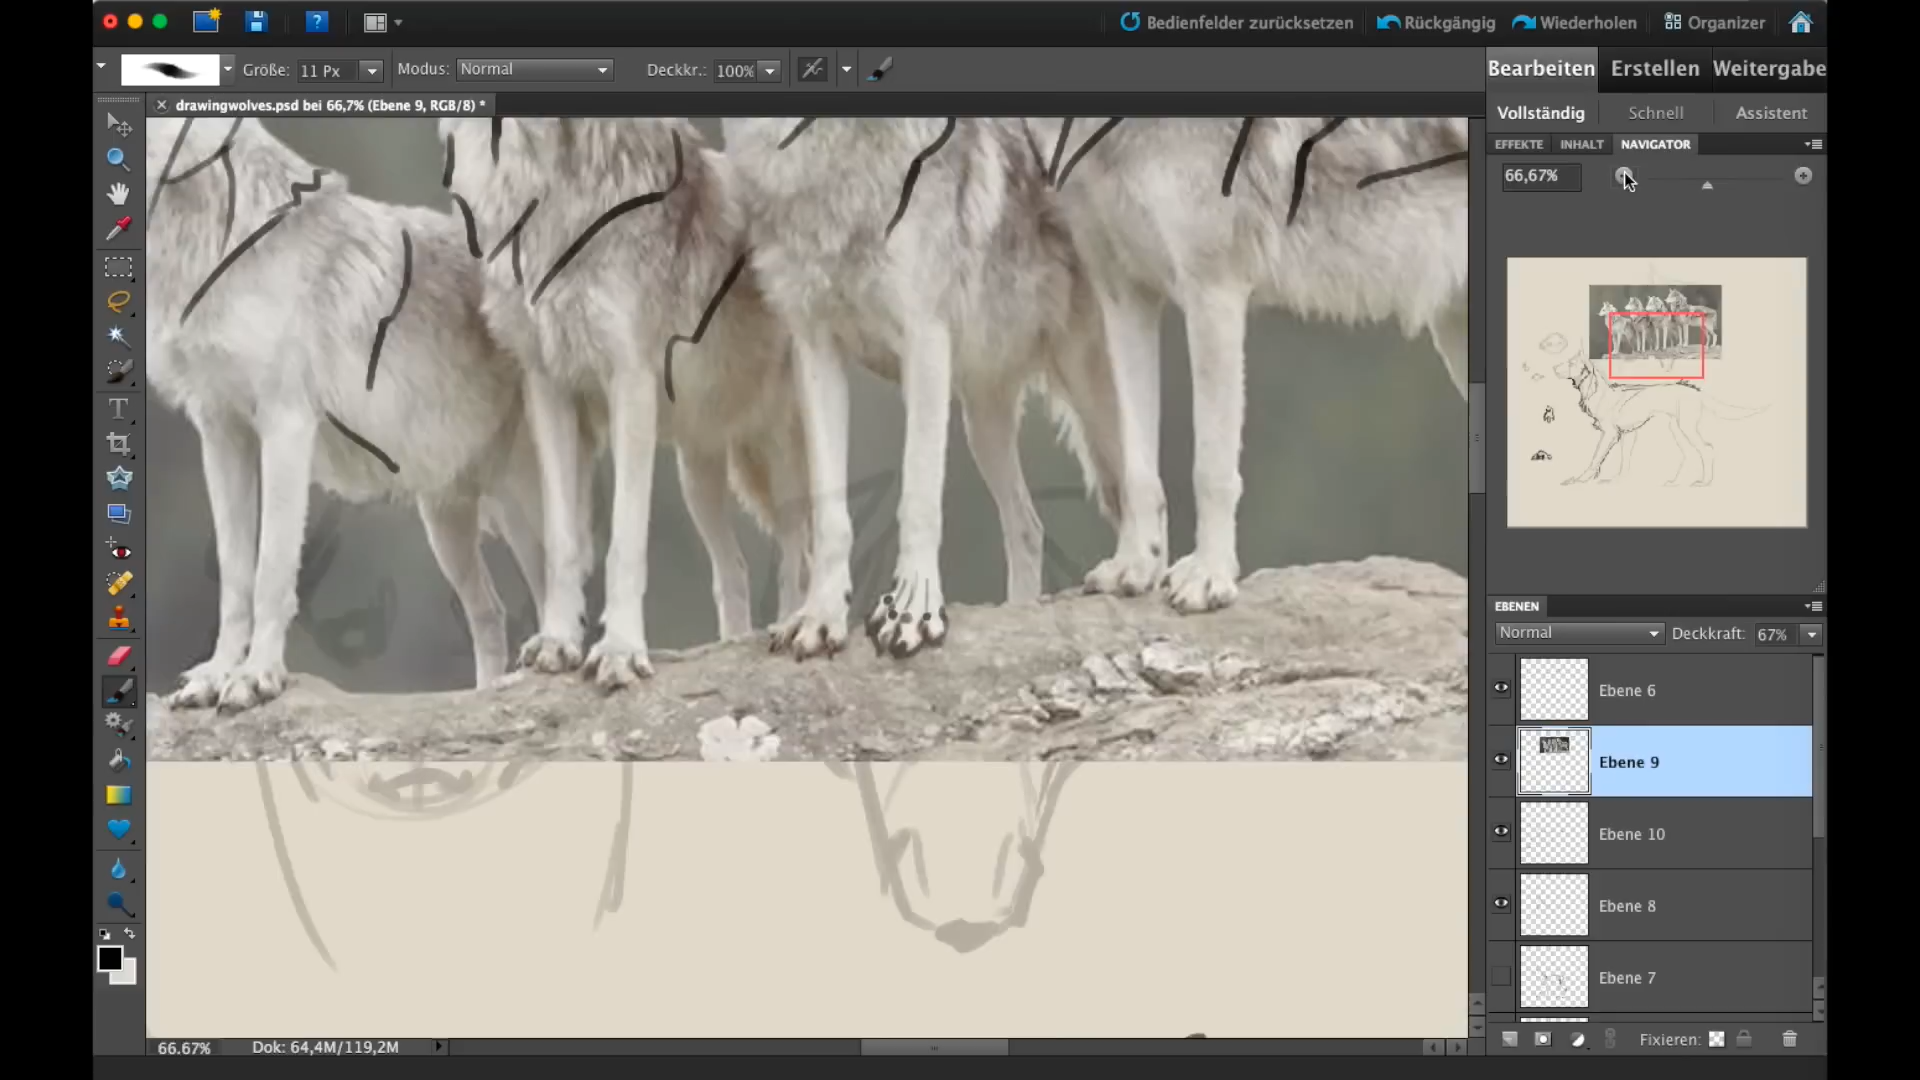 Bedienfelder zurücksetzen Rückgängig Wiederholen Organizer
Größe: 11 Px Modus: Normal Deckkr.: 100%
Bearbeiten Erstellen Weitergabe
drawingwolves.psd bei 66,7% (Ebene 9, RGB/8) *
Vollständig Schnell Assistent
EFFEKTE INHALT NAVIGATOR
66,67%
EBENEN
Normal Deckkraft: 67%
Ebene 6
Ebene 9
Ebene 10
Ebene 8
Ebene 7
Fixieren:
66.67% Dok: 64,4M/119,2M